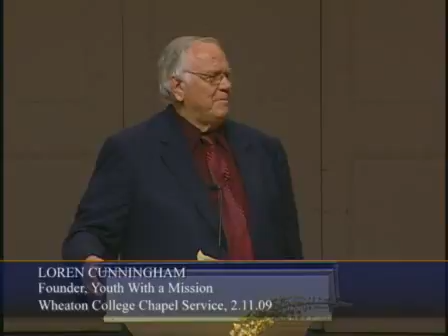 LOREN CUNNINGHAM
Founder, Youth With a Mission
Wheaton College Chapel Service, 2.11.09